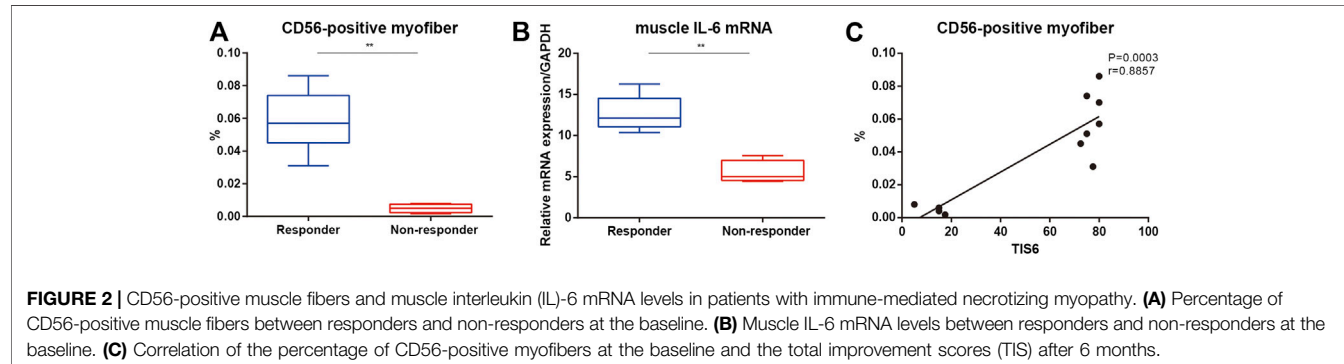 A
CD56-positive myofiber
**
%
0.10
0.08
0.06
0.04
0.02
0.00
Responder
Non-responder
B
muscle IL-6 mRNA
**
Relative mRNA expression/GAPDH
20
15
10
5
0
Responder
Non-responder
C
CD56-positive myofiber
P=0.0003
r=0.8857
%
0.10
0.08
0.06
0.04
0.02
0.00
0
20
40
60
80
100
TIS6
FIGURE 2 | CD56-positive muscle fibers and muscle interleukin (IL)-6 mRNA levels in patients with immune-mediated necrotizing myopathy. (A) Percentage of
CD56-positive muscle fibers between responders and non-responders at the baseline. (B) Muscle IL-6 mRNA levels between responders and non-responders at the
baseline. (C) Correlation of the percentage of CD56-positive myofibers at the baseline and the total improvement scores (TIS) after 6 months.